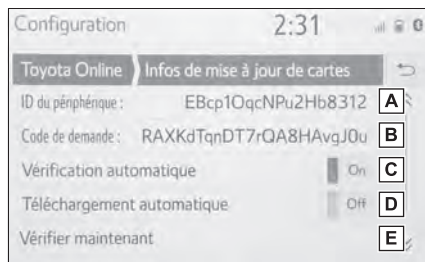 Configuration 2:31
Toyota Online Infos de mise à jour de cartes
ID du périphérique : EBcp1OqcNPu2Hb8312 A
Code de demande : RAXKdTqnDT7rQA8HAvgJ0u B
Vérification automatique On C
Téléchargement automatique Off D
Vérifier maintenant E